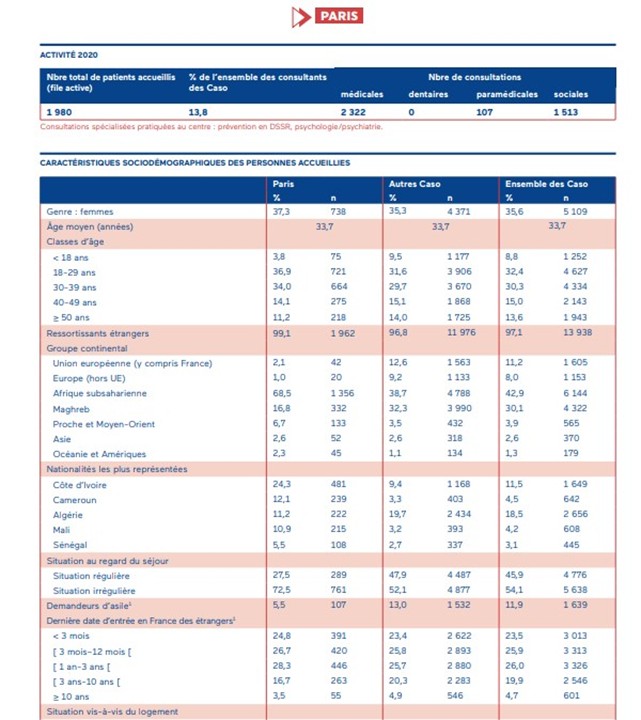 PARIS
ACTIVITÉ 2020
Nbre total de patients accueillis (file active) % de l'ensemble des consultants des Caso Nbre de consultations
médicales dentaires paramédicales sociales
1 980 13,8 2 322 0 107 1 513
Consultations spécialisées pratiquées au centre : prévention en DSSR, psychologie/psychiatrie.
CARACTÉRISTIQUES SOCIODÉMOGRAPHIQUES DES PERSONNES ACCUEILLIES
Paris Autres Caso Ensemble des Caso
% n % n % n
Genre : femmes 37,3 738 35,3 4 371 35,6 5 109
Âge moyen (années) 33,7 33,7 33,7
Classes d'âge
< 18 ans 3,8 75 9,5 1 177 8,8 1 252
18-29 ans 36,9 721 31,6 3 906 32,4 4 627
30-39 ans 34,0 664 29,7 3 670 30,3 4 334
40-49 ans 14,1 275 15,1 1 868 15,0 2 143
≥ 50 ans 11,2 218 14,0 1 725 13,6 1 943
Ressortissants étrangers 99,1 1 962 96,8 11 976 97,1 13 938
Groupe continental
Union européenne (y compris France) 2,1 42 12,6 1 563 11,2 1 605
Europe (hors UE) 1,0 20 9,2 1 133 8,0 1 153
Afrique subsaharienne 68,5 1 356 38,7 4 788 42,9 6 144
Maghreb 16,8 332 32,3 3 990 30,1 4 322
Proche et Moyen-Orient 6,7 133 3,5 432 3,9 565
Asie 2,6 52 2,6 318 2,6 370
Océanie et Amériques 2,3 45 1,1 134 1,3 179
Nationalités les plus représentées
Côte d'Ivoire 24,3 481 9,4 1 168 11,5 1 649
Cameroun 12,1 239 3,3 403 4,5 642
Algérie 11,2 222 19,7 2 434 18,5 2 656
Mali 10,9 215 3,2 393 4,2 608
Sénégal 5,5 108 2,7 337 3,1 445
Situation au regard du séjour
Situation régulière 27,5 289 47,9 4 487 45,9 4 776
Situation irrégulière 72,5 761 52,1 4 877 54,1 5 638
Demandeurs d'asile² 5,5 107 13,0 1 532 11,9 1 639
Dernière date d'entrée en France des étrangers¹
< 3 mois 24,8 391 23,4 2 622 23,5 3 013
[ 3 mois–12 mois [ 26,7 420 25,8 2 893 25,9 3 313
[ 1 an-3 ans [ 28,3 446 25,7 2 880 26,0 3 326
[ 3 ans-10 ans [ 16,7 263 20,3 2 283 19,9 2 546
≥ 10 ans 3,5 55 4,9 546 4,7 601
Situation vis-à-vis du logement